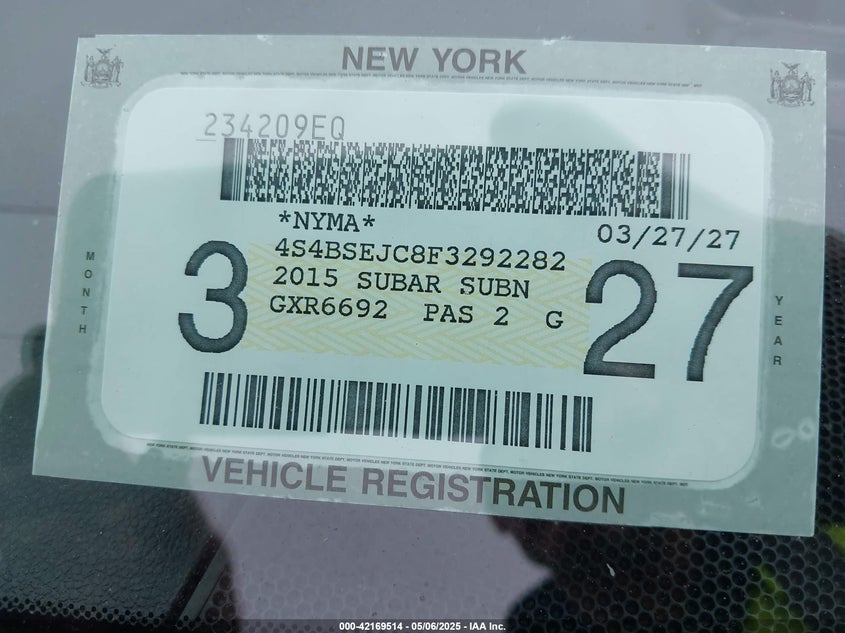 NEW YORK
234209EQ
*NYMA*
03/27/27
4S4BSEJC8F3292282
2015 SUBAR SUBN
GXR6692 PAS 2 G
MONTH
3
27
YEAR
VEHICLE REGISTRATION
000-42169514 - 05/06/2025 - IAA Inc.